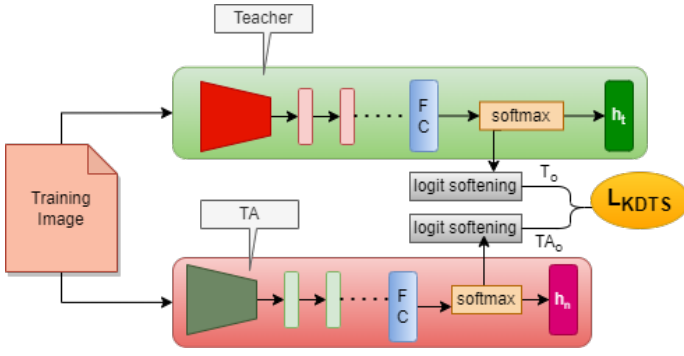 Teacher
F
C
softmax
h_t
Training
Image
logit softening
T_o
logit softening
TA_o
L_KDTS
TA
F
C
softmax
h_n